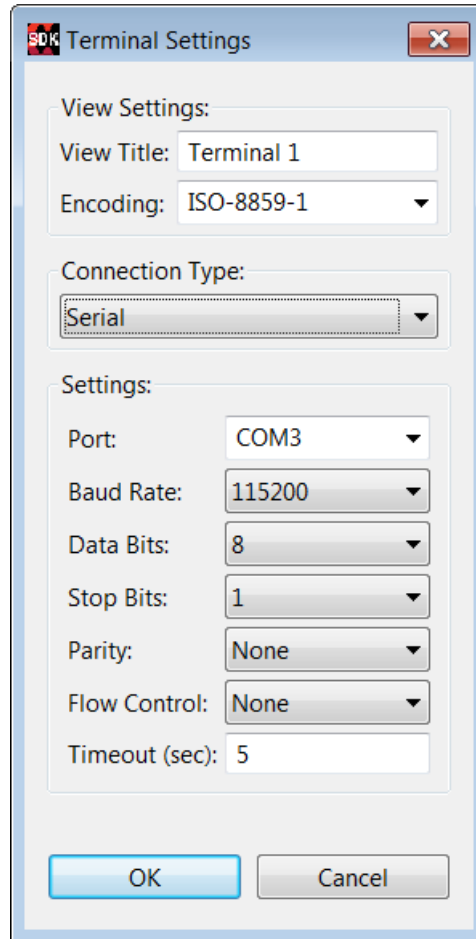 SDK Terminal Settings
View Settings:
View Title: Terminal 1
Encoding: ISO-8859-1
Connection Type:
Serial
Settings:
Port: COM3
Baud Rate: 115200
Data Bits: 8
Stop Bits: 1
Parity: None
Flow Control: None
Timeout (sec): 5
OK Cancel